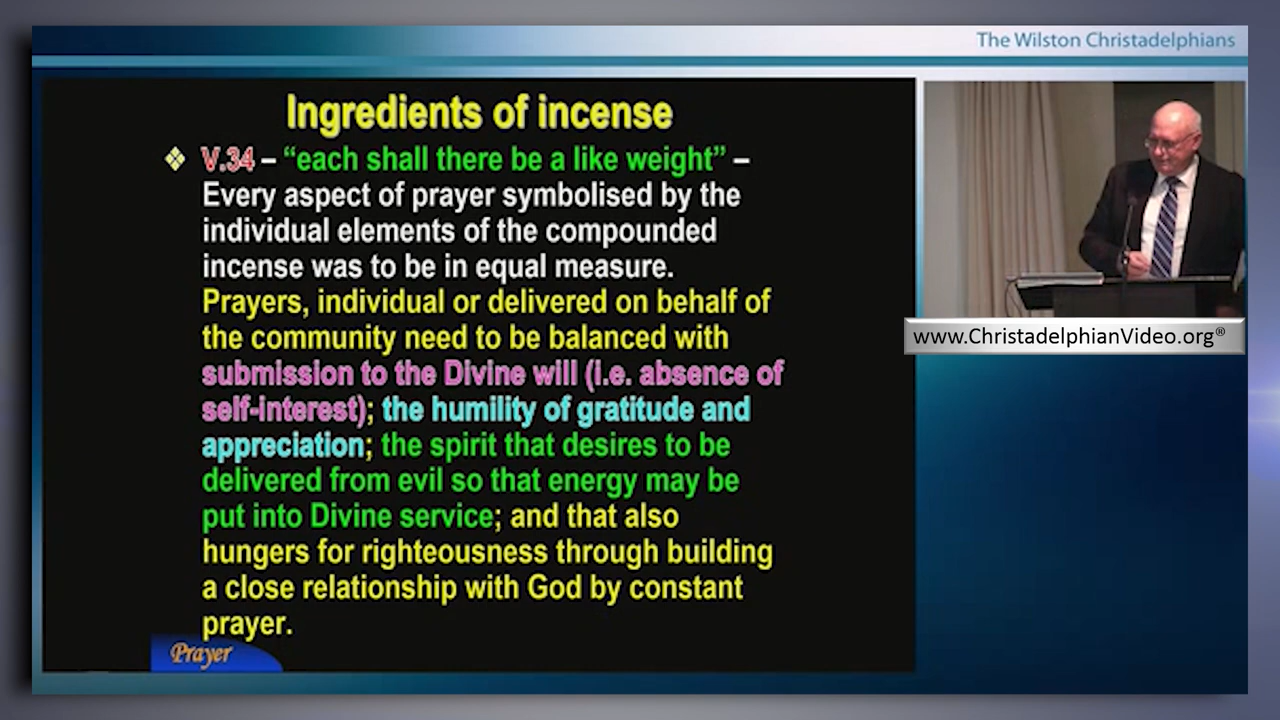 The Wilston Christadelphians
Ingredients of incense
❖ V.34 – “each shall there be a like weight” –
Every aspect of prayer symbolised by the
individual elements of the compounded
incense was to be in equal measure.
Prayers, individual or delivered on behalf of
the community need to be balanced with
submission to the Divine will (i.e. absence of
self-interest); the humility of gratitude and
appreciation; the spirit that desires to be
delivered from evil so that energy may be
put into Divine service; and that also
hungers for righteousness through building
a close relationship with God by constant
prayer.
Prayer
www.ChristadelphianVideo.org®